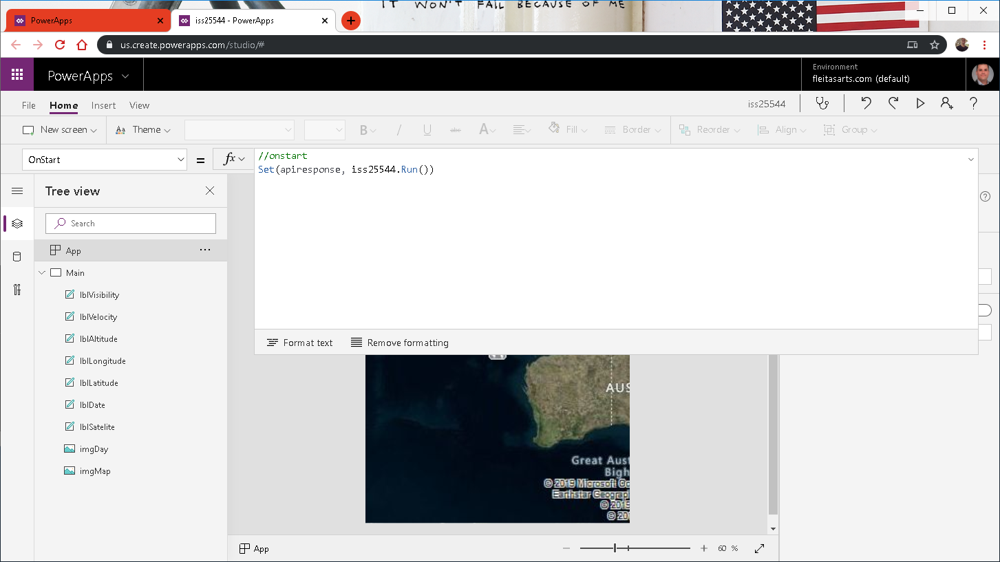 IT WON'T FAIL BECAUSE OF ME
PowerApps
iss25544 - PowerApps
us.create.powerapps.com/studio/#
PowerApps
Environment
fleitasarts.com (default)
File Home Insert View
iss25544
New screen
Theme
B / U abc A
Fill
Border
Reorder
Align
Group
OnStart = fx
//onstart
Set(apiresponse, iss25544.Run())
Tree view
Search
App
Main
lblVisibility
lblVelocity
lblAltitude
lblLongitude
lblLatitude
lblDate
lblSatelite
imgDay
imgMap
Format text
Remove formatting
AUS
Great Aust
Bigh
© 2019 Microsoft Co
Earthstar Geograp
© 2019
© 201
App
60 %